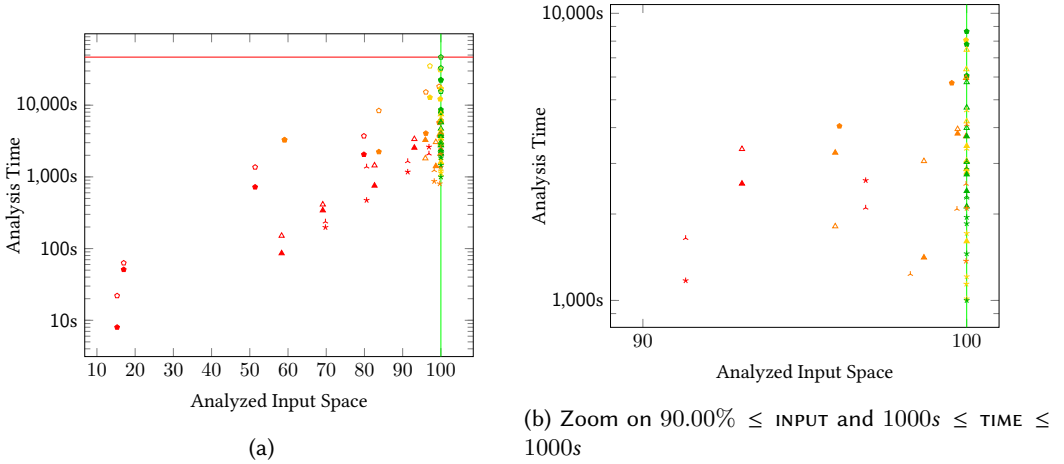 10,000s
1,000s
100s
10s
Analysis Time
10 20 30 40 50 60 70 80 90 100
Analyzed Input Space
(a)
10,000s
1,000s
Analysis Time
90 100
Analyzed Input Space
(b) Zoom on 90.00% ≤ INPUT and 1000s ≤ TIME ≤
1000s